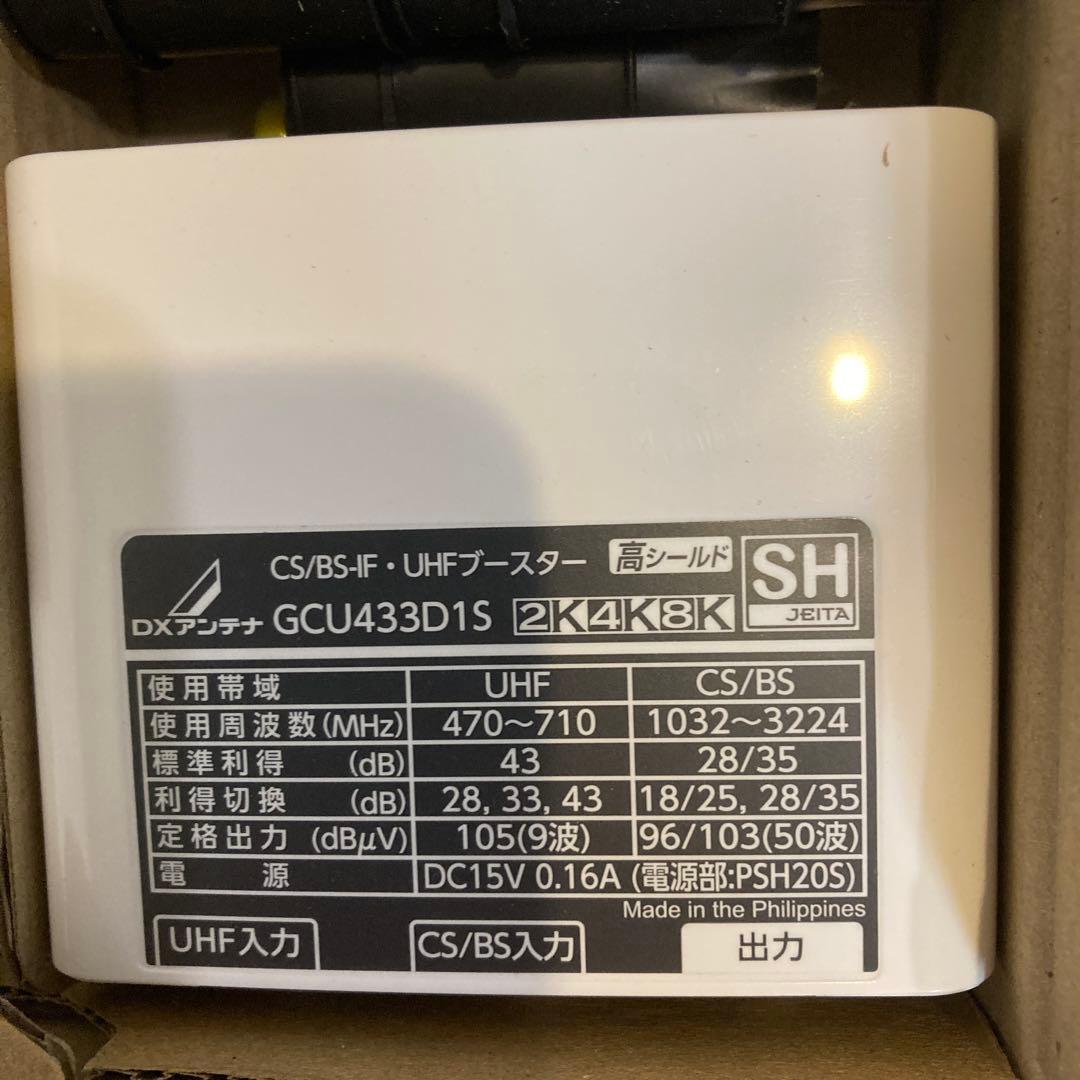 CS/BS-IF・UHFブースター 高シールド SH
DXアンテナ GCU433D1S 2K4K8K JEITA
使用帯域 UHF CS/BS
使用周波数(MHz) 470～710 1032～3224
標準利得 (dB) 43 28/35
利得切換 (dB) 28, 33, 43 18/25, 28/35
定格出力 (dBμV) 105(9波) 96/103(50波)
電源 DC15V 0.16A (電源部:PSH20S)
Made in the Philippines
UHF入力 CS/BS入力 出力